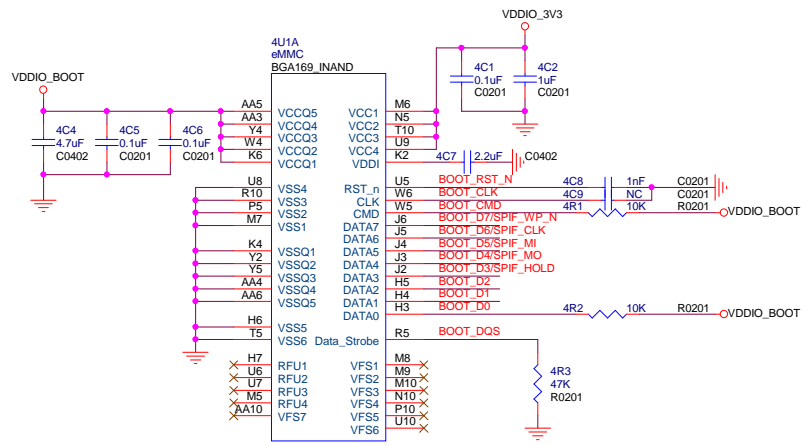 VDDIO_3V3
4U1A
eMMC
BGA169_INAND
VDDIO_BOOT
4C1
0.1uF
C0201
4C2
1uF
C0201
4C4
4.7uF
C0402
4C5
0.1uF
C0201
4C6
0.1uF
C0201
AA5 VCCQ5
AA3 VCCQ4
Y4 VCCQ3
W4 VCCQ2
K6 VCCQ1
U8 VSS4
R10 VSS3
P5 VSS2
M7 VSS1
K4 VSSQ1
Y2 VSSQ2
Y5 VSSQ3
AA4 VSSQ4
AA6 VSSQ5
H6 VSS5
T5 VSS6
H7 RFU1
U6 RFU2
U7 RFU3
M5 RFU4
AA10 VFS7
VCC1 M6
VCC2 N5
VCC3 T10
VCC4 U9
VDDI K2 4C7 2.2uF C0402
RST_n U5 BOOT_RST_N 4C8 1nF C0201
CLK W6 BOOT_CLK 4C9 NC C0201
CMD W5 BOOT_CMD 4R1 10K R0201 VDDIO_BOOT
DATA7 J6 BOOT_D7/SPIF_WP_N
DATA6 J5 BOOT_D6/SPIF_CLK
DATA5 J4 BOOT_D5/SPIF_MI
DATA4 J3 BOOT_D4/SPIF_MO
DATA3 J2 BOOT_D3/SPIF_HOLD
DATA2 H5 BOOT_D2
DATA1 H4 BOOT_D1
DATA0 H3 BOOT_D0 4R2 10K R0201 VDDIO_BOOT
Data_Strobe R5 BOOT_DQS
4R3
47K
R0201
VFS1 M8
VFS2 M9
VFS3 M10
VFS4 N10
VFS5 P10
VFS6 U10